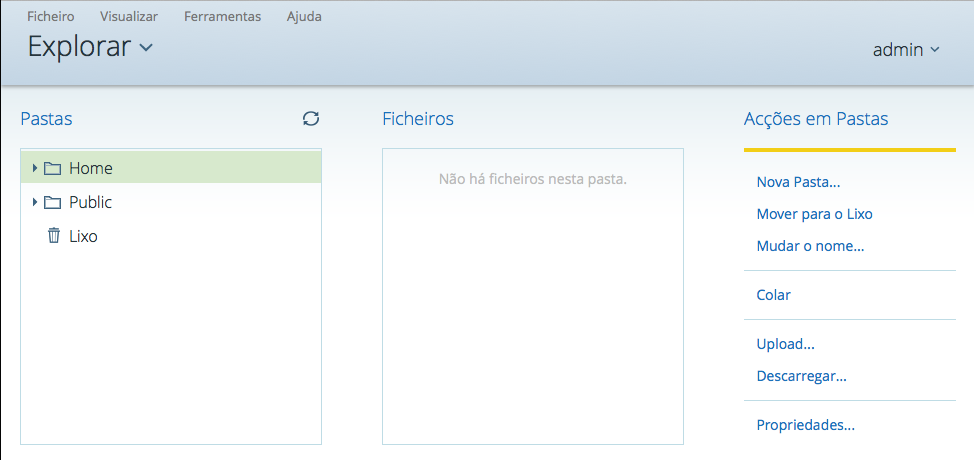 Ficheiro Visualizar Ferramentas Ajuda
Explorar
admin
Pastas
Home
Public
Lixo
Ficheiros
Não há ficheiros nesta pasta.
Acções em Pastas
Nova Pasta...
Mover para o Lixo
Mudar o nome...
Colar
Upload...
Descarregar...
Propriedades...